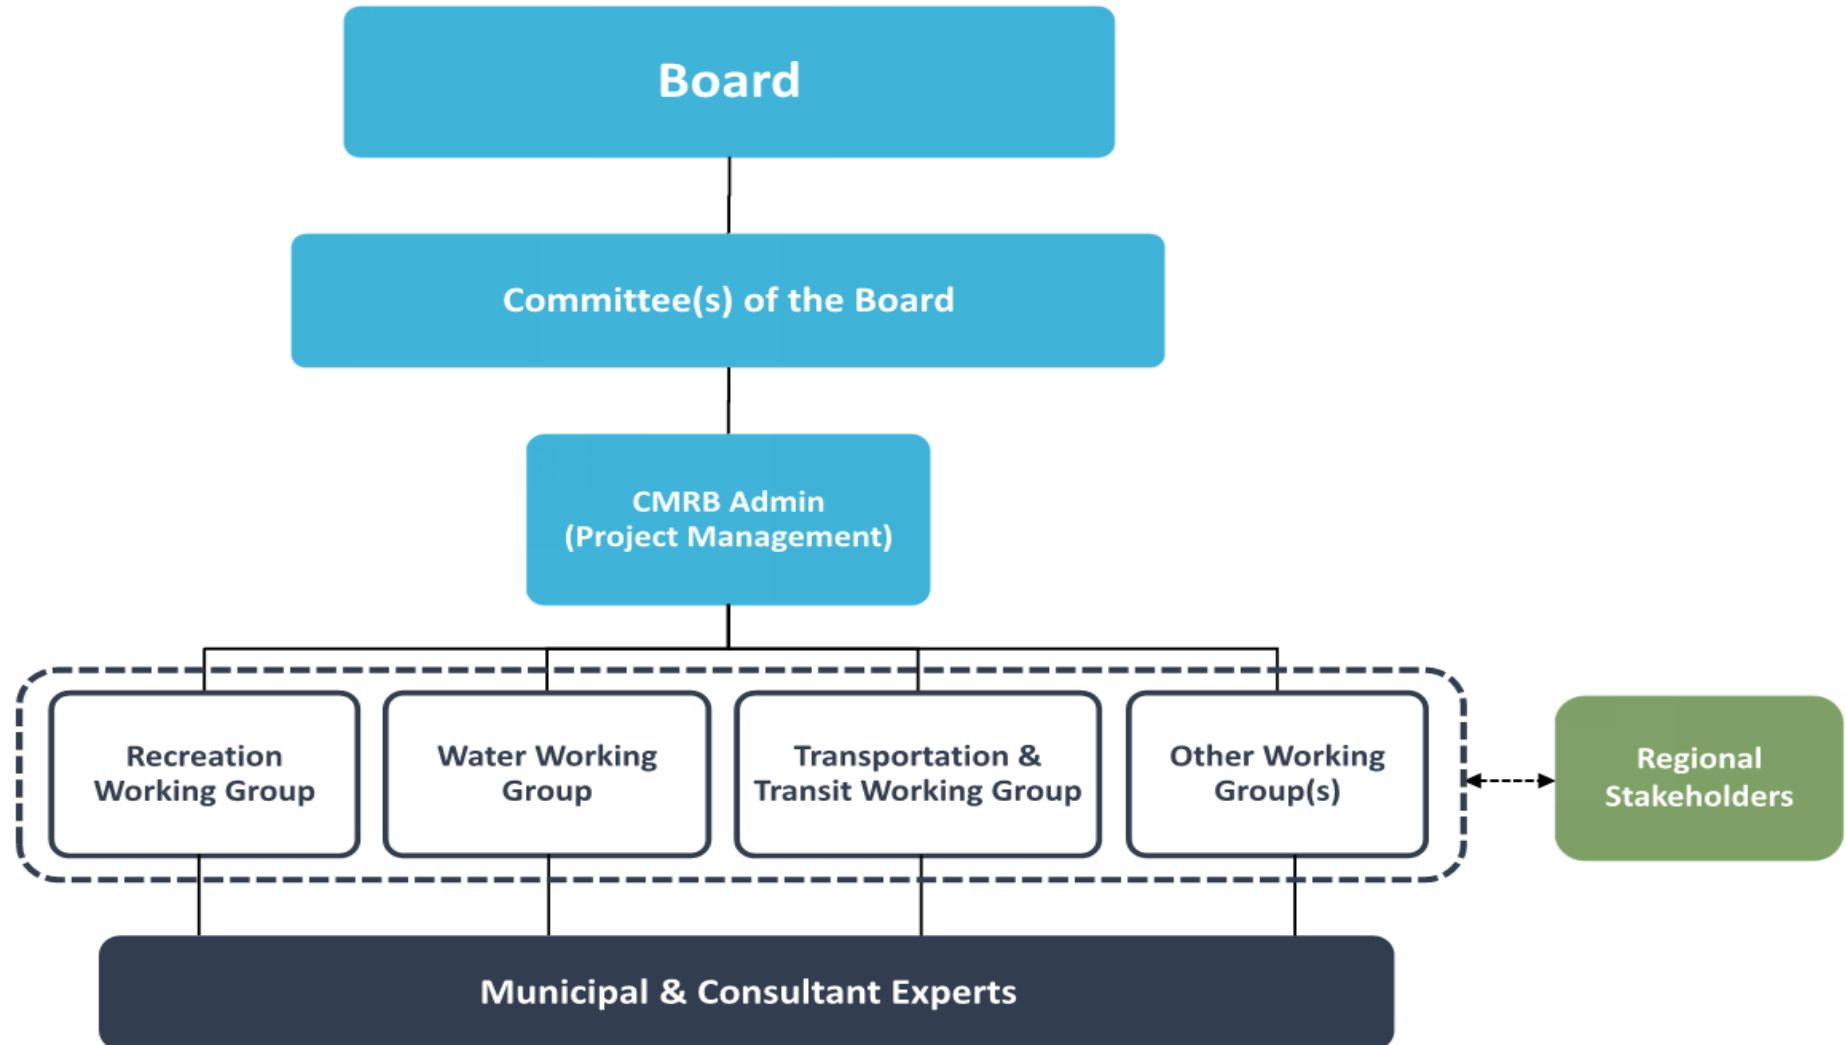 Board
Committee(s) of the Board
CMRB Admin
(Project Management)
Recreation
Working Group
Water Working
Group
Transportation &
Transit Working Group
Other Working
Group(s)
Regional
Stakeholders
Municipal & Consultant Experts